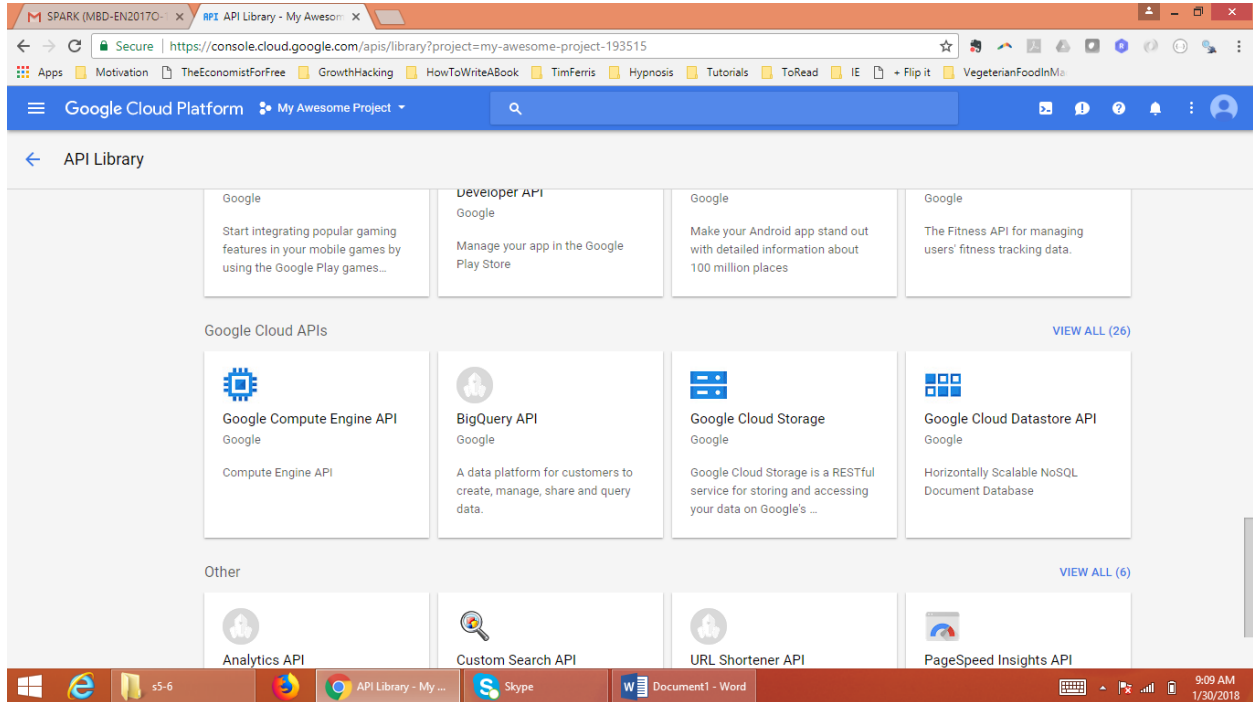 SPARK (MBD-EN2017O-
API API Library - My Awesom
Secure | https://console.cloud.google.com/apis/library?project=my-awesome-project-193515
Apps Motivation TheEconomistForFree GrowthHacking HowToWriteABook TimFerris Hypnosis Tutorials ToRead IE + Flip it VegeterianFoodInMa
Google Cloud Platform My Awesome Project
API Library
Google
Start integrating popular gaming
features in your mobile games by
using the Google Play games...
Developer API
Google
Manage your app in the Google
Play Store
Google
Make your Android app stand out
with detailed information about
100 million places
Google
The Fitness API for managing
users' fitness tracking data.
Google Cloud APIs
VIEW ALL (26)
Google Compute Engine API
Google
Compute Engine API
BigQuery API
Google
A data platform for customers to
create, manage, share and query
data.
Google Cloud Storage
Google
Google Cloud Storage is a RESTful
service for storing and accessing
your data on Google's ...
Google Cloud Datastore API
Google
Horizontally Scalable NoSQL
Document Database
Other
VIEW ALL (6)
Analytics API
Custom Search API
URL Shortener API
PageSpeed Insights API
s5-6
API Library - My ...
Skype
Document1 - Word
9:09 AM
1/30/2018